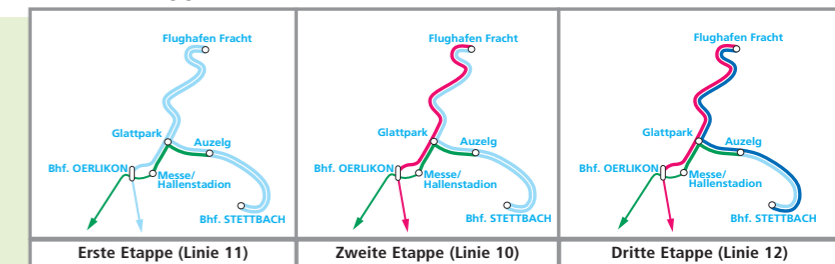 Flughafen Fracht
Glattpark
Auzelg
Bhf. OERLIKON
Messe/
Hallenstadion
Bhf. STETTBACH
Erste Etappe (Linie 11)
Flughafen Fracht
Glattpark
Auzelg
Bhf. OERLIKON
Messe/
Hallenstadion
Bhf. STETTBACH
Zweite Etappe (Linie 10)
Flughafen Fracht
Glattpark
Auzelg
Bhf. OERLIKON
Messe/
Hallenstadion
Bhf. STETTBACH
Dritte Etappe (Linie 12)